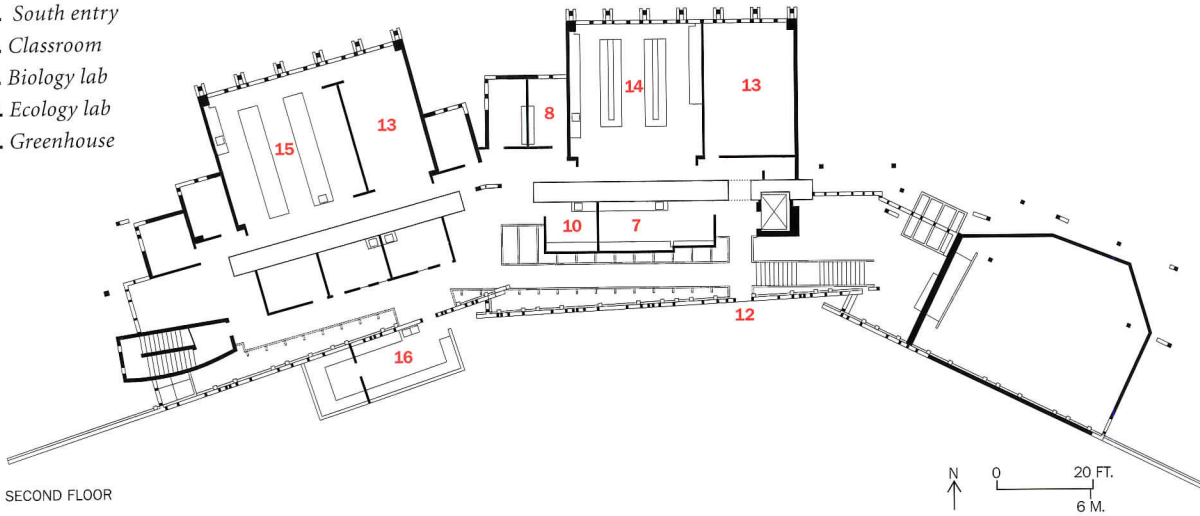 . South entry
. Classroom
. Biology lab
. Ecology lab
. Greenhouse
14
13
8
13
15
10
7
12
16
N
0
20 FT.
6 M.
SECOND FLOOR